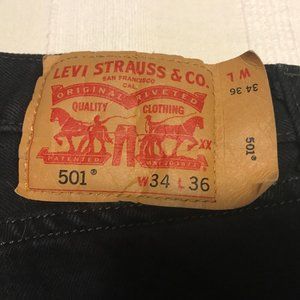 LEVI STRAUSS & CO.
SAN FRANCISCO
CAL.
ORIGINAL RIVETED
QUALITY CLOTHING
XX
PATENTED
501®
W34 L36
W L
34 36
501®